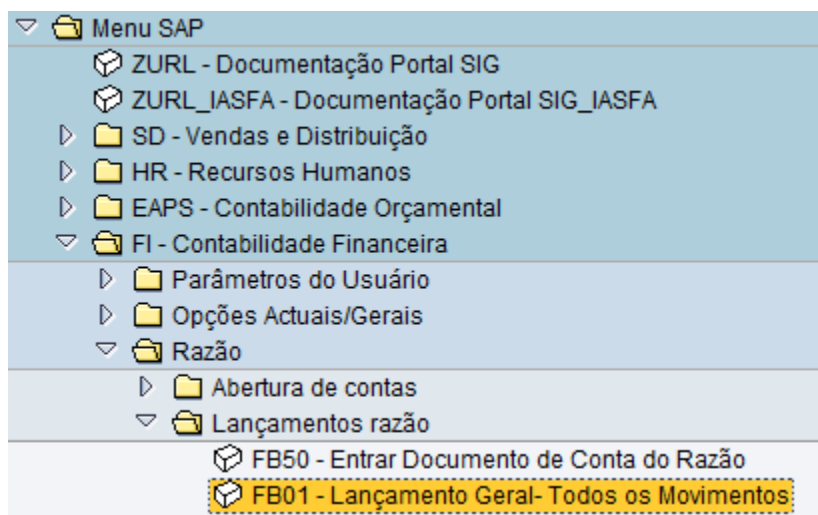 Menu SAP
ZURL - Documentação Portal SIG
ZURL_IASFA - Documentação Portal SIG_IASFA
SD - Vendas e Distribuição
HR - Recursos Humanos
EAPS - Contabilidade Orçamental
FI - Contabilidade Financeira
Parâmetros do Usuário
Opções Actuais/Gerais
Razão
Abertura de contas
Lançamentos razão
FB50 - Entrar Documento de Conta do Razão
FB01 - Lançamento Geral- Todos os Movimentos